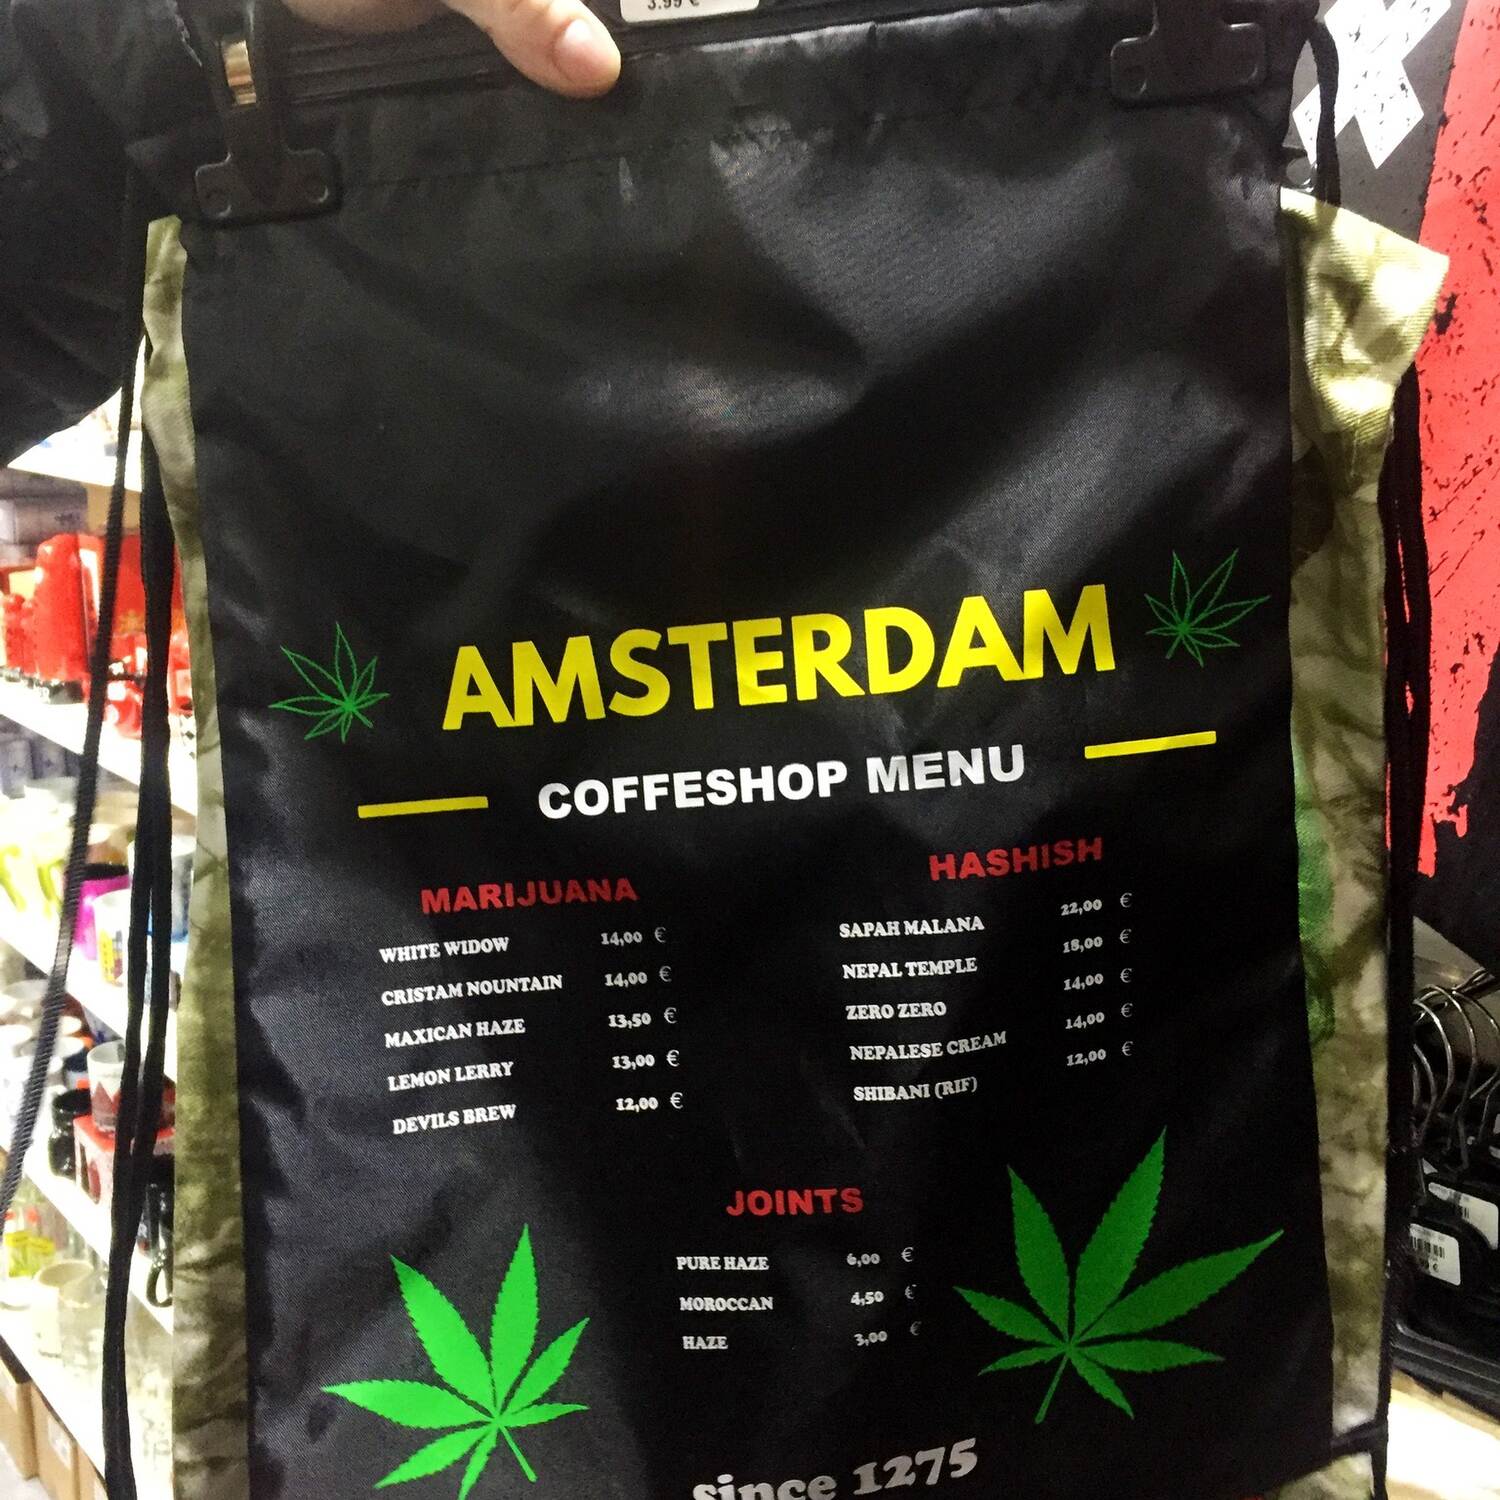 3.99 €
AMSTERDAM
COFFESHOP MENU
MARIJUANA
WHITE WIDOW 14,00 €
CRISTAM NOUNTAIN 14,00 €
MAXICAN HAZE 13,50 €
LEMON LERRY 13,00 €
DEVILS BREW 12,00 €
HASHISH
SAPAH MALANA 22,00 €
NEPAL TEMPLE 18,00 €
ZERO ZERO 14,00 €
NEPALESE CREAM 14,00 €
SHIBANI (RIF) 12,00 €
JOINTS
PURE HAZE 6,00 €
MOROCCAN 4,50 €
HAZE 3,00 €
since 1275